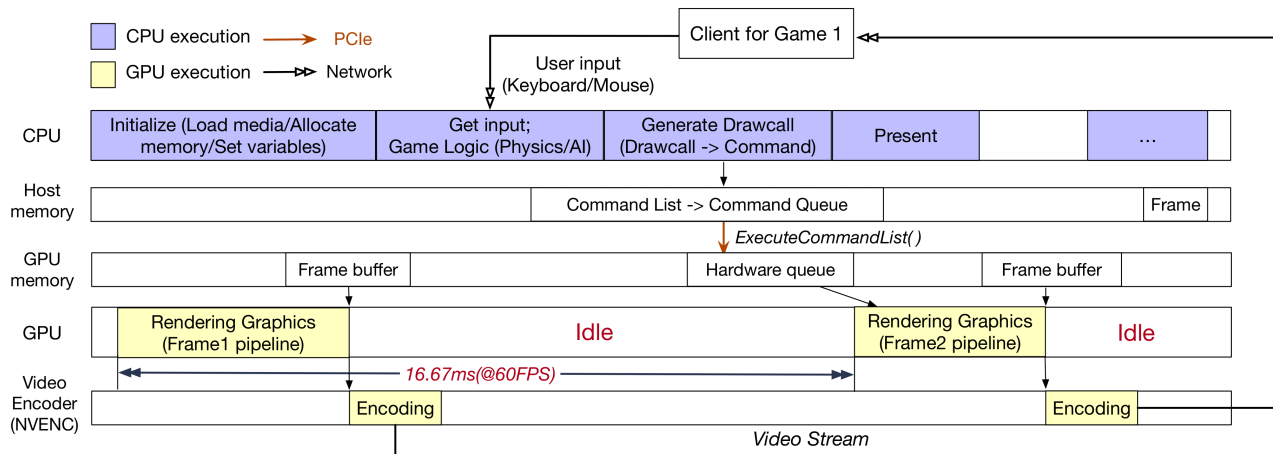 CPU execution
PCIe
GPU execution
Network
Client for Game 1
User input
(Keyboard/Mouse)
CPU
Initialize (Load media/Allocate
memory/Set variables)
Get input;
Game Logic (Physics/AI)
Generate Drawcall
(Drawcall -> Command)
Present
...
Host
memory
Command List -> Command Queue
Frame
ExecuteCommandList()
GPU
memory
Frame buffer
Hardware queue
Frame buffer
GPU
Rendering Graphics
(Frame1 pipeline)
Idle
Rendering Graphics
(Frame2 pipeline)
Idle
16.67ms(@60FPS)
Video
Encoder
(NVENC)
Encoding
Encoding
Video Stream